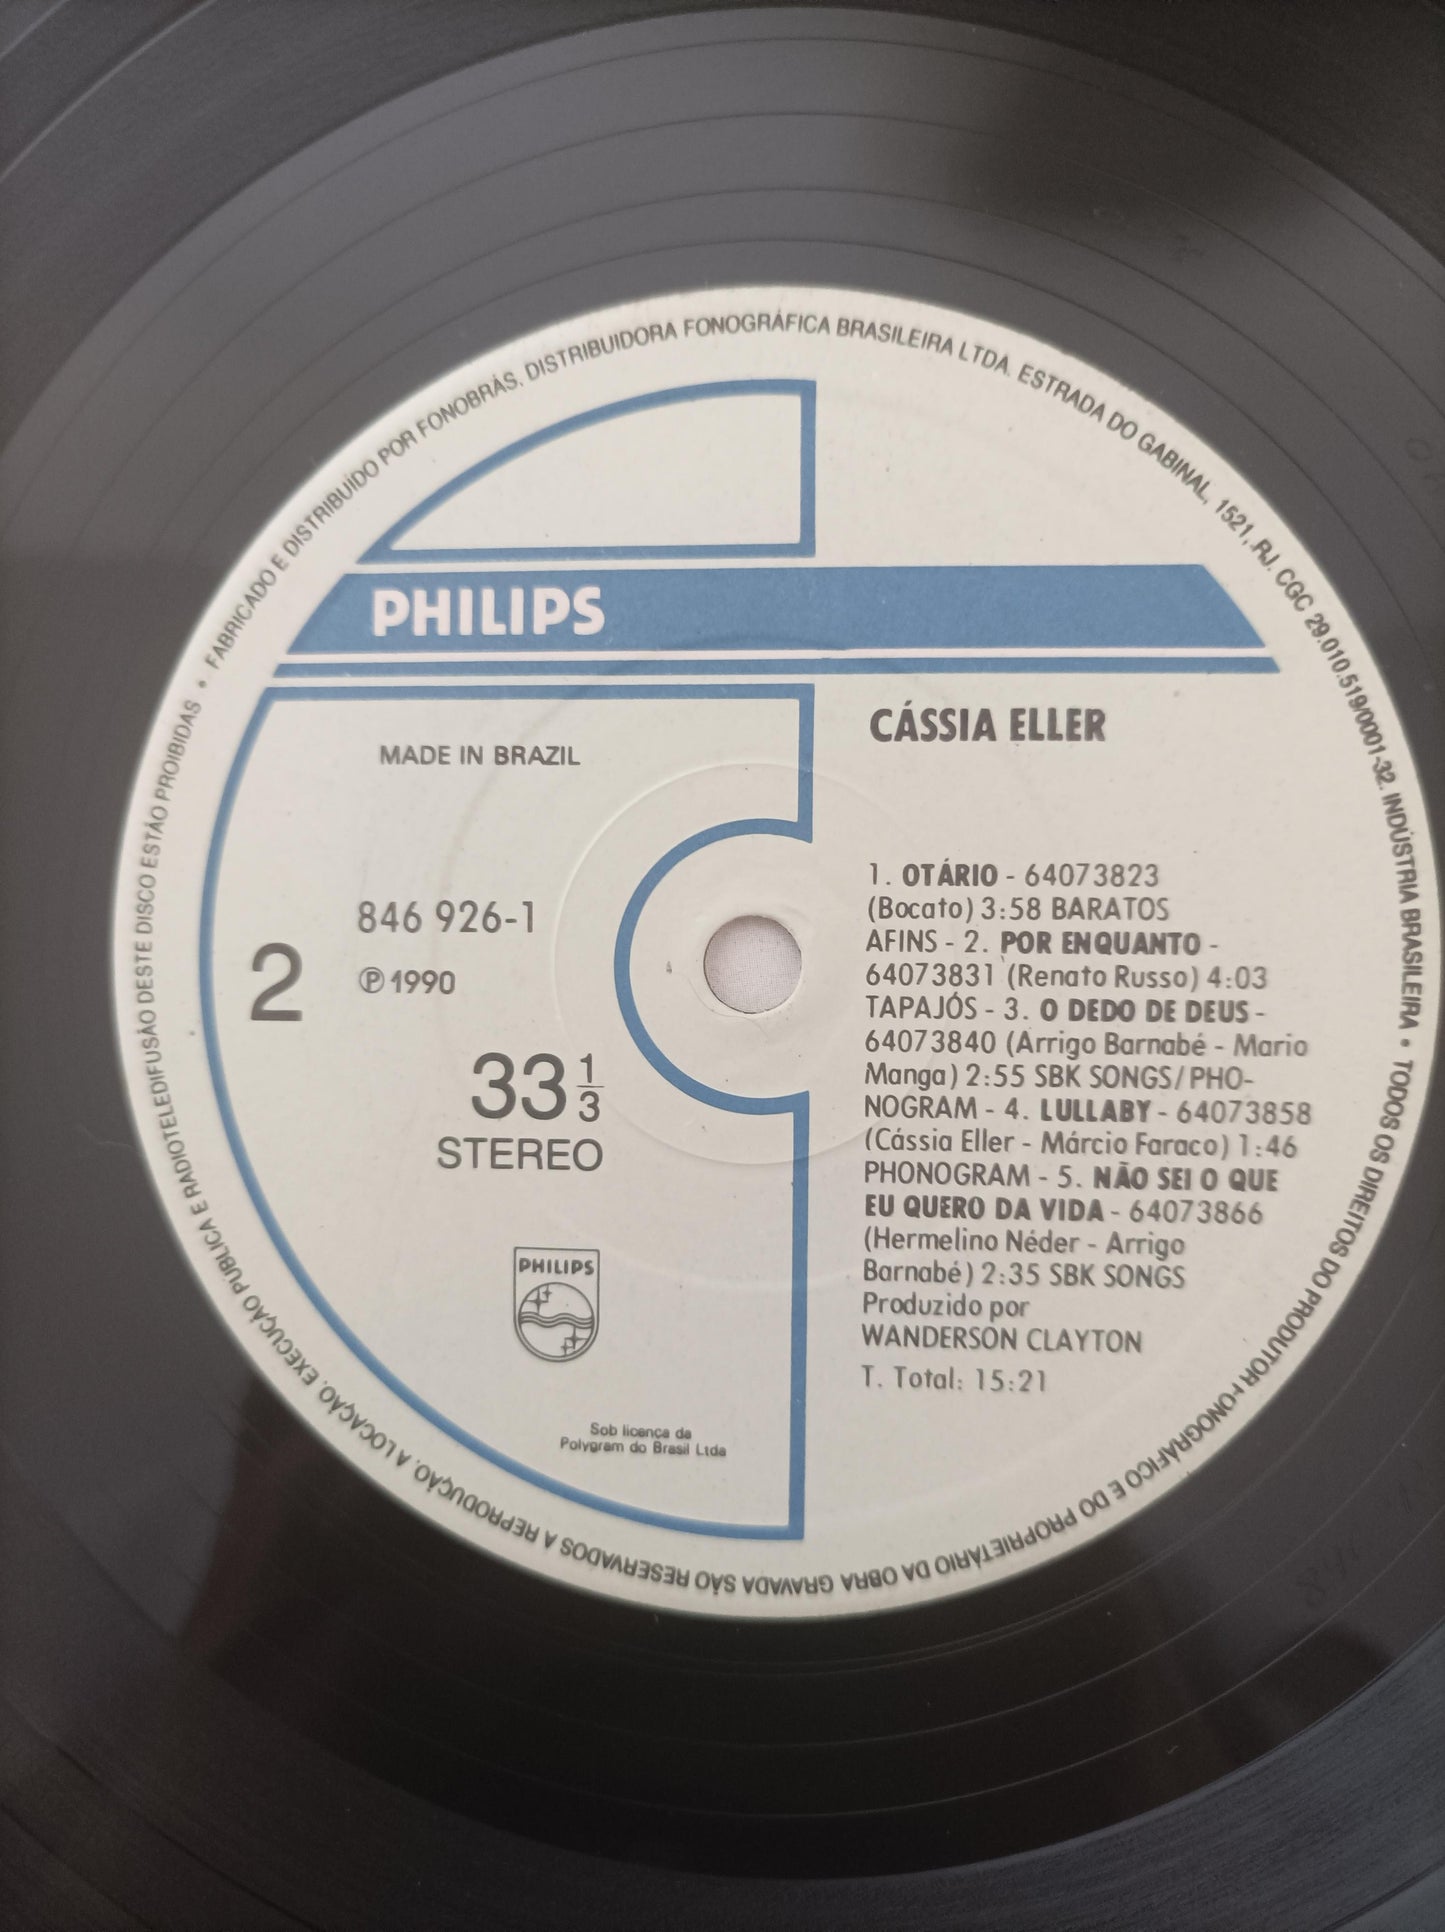 FABRICADO E DISTRIBUÍDO POR FONOBRÁS. DISTRIBUIDORA FONOGRÁFICA BRASILEIRA LTDA. ESTRADA DO GABINAL, 1521, RJ. CGC 29.010.519/0001-32. INDÚSTRIA BRASILEIRA • TODOS OS DIREITOS DO PRODUTOR FONOGRÁFICO E DO PROPRIETÁRIO DA OBRA GRAVADA SÃO RESERVADOS A REPRODUÇÃO. A LOCAÇÃO. EXECUÇÃO PÚBLICA E RADIOTELEDIFUSÃO DESTE DISCO ESTÃO PROIBIDAS •
PHILIPS
MADE IN BRAZIL
846 926-1
2
℗ 1990
33 1/3
STEREO
PHILIPS
Sob licença da
Polygram do Brasil Ltda
CÁSSIA ELLER
1. OTÁRIO - 64073823
(Bocato) 3:58 BARATOS
AFINS - 2. POR ENQUANTO -
64073831 (Renato Russo) 4:03
TAPAJÓS - 3. O DEDO DE DEUS -
64073840 (Arrigo Barnabé - Mario
Manga) 2:55 SBK SONGS/PHO-
NOGRAM - 4. LULLABY - 64073858
(Cássia Eller - Márcio Faraco) 1:46
PHONOGRAM - 5. NÃO SEI O QUE
EU QUERO DA VIDA - 64073866
(Hermelino Néder - Arrigo
Barnabé) 2:35 SBK SONGS
Produzido por
WANDERSON CLAYTON
T. Total: 15:21